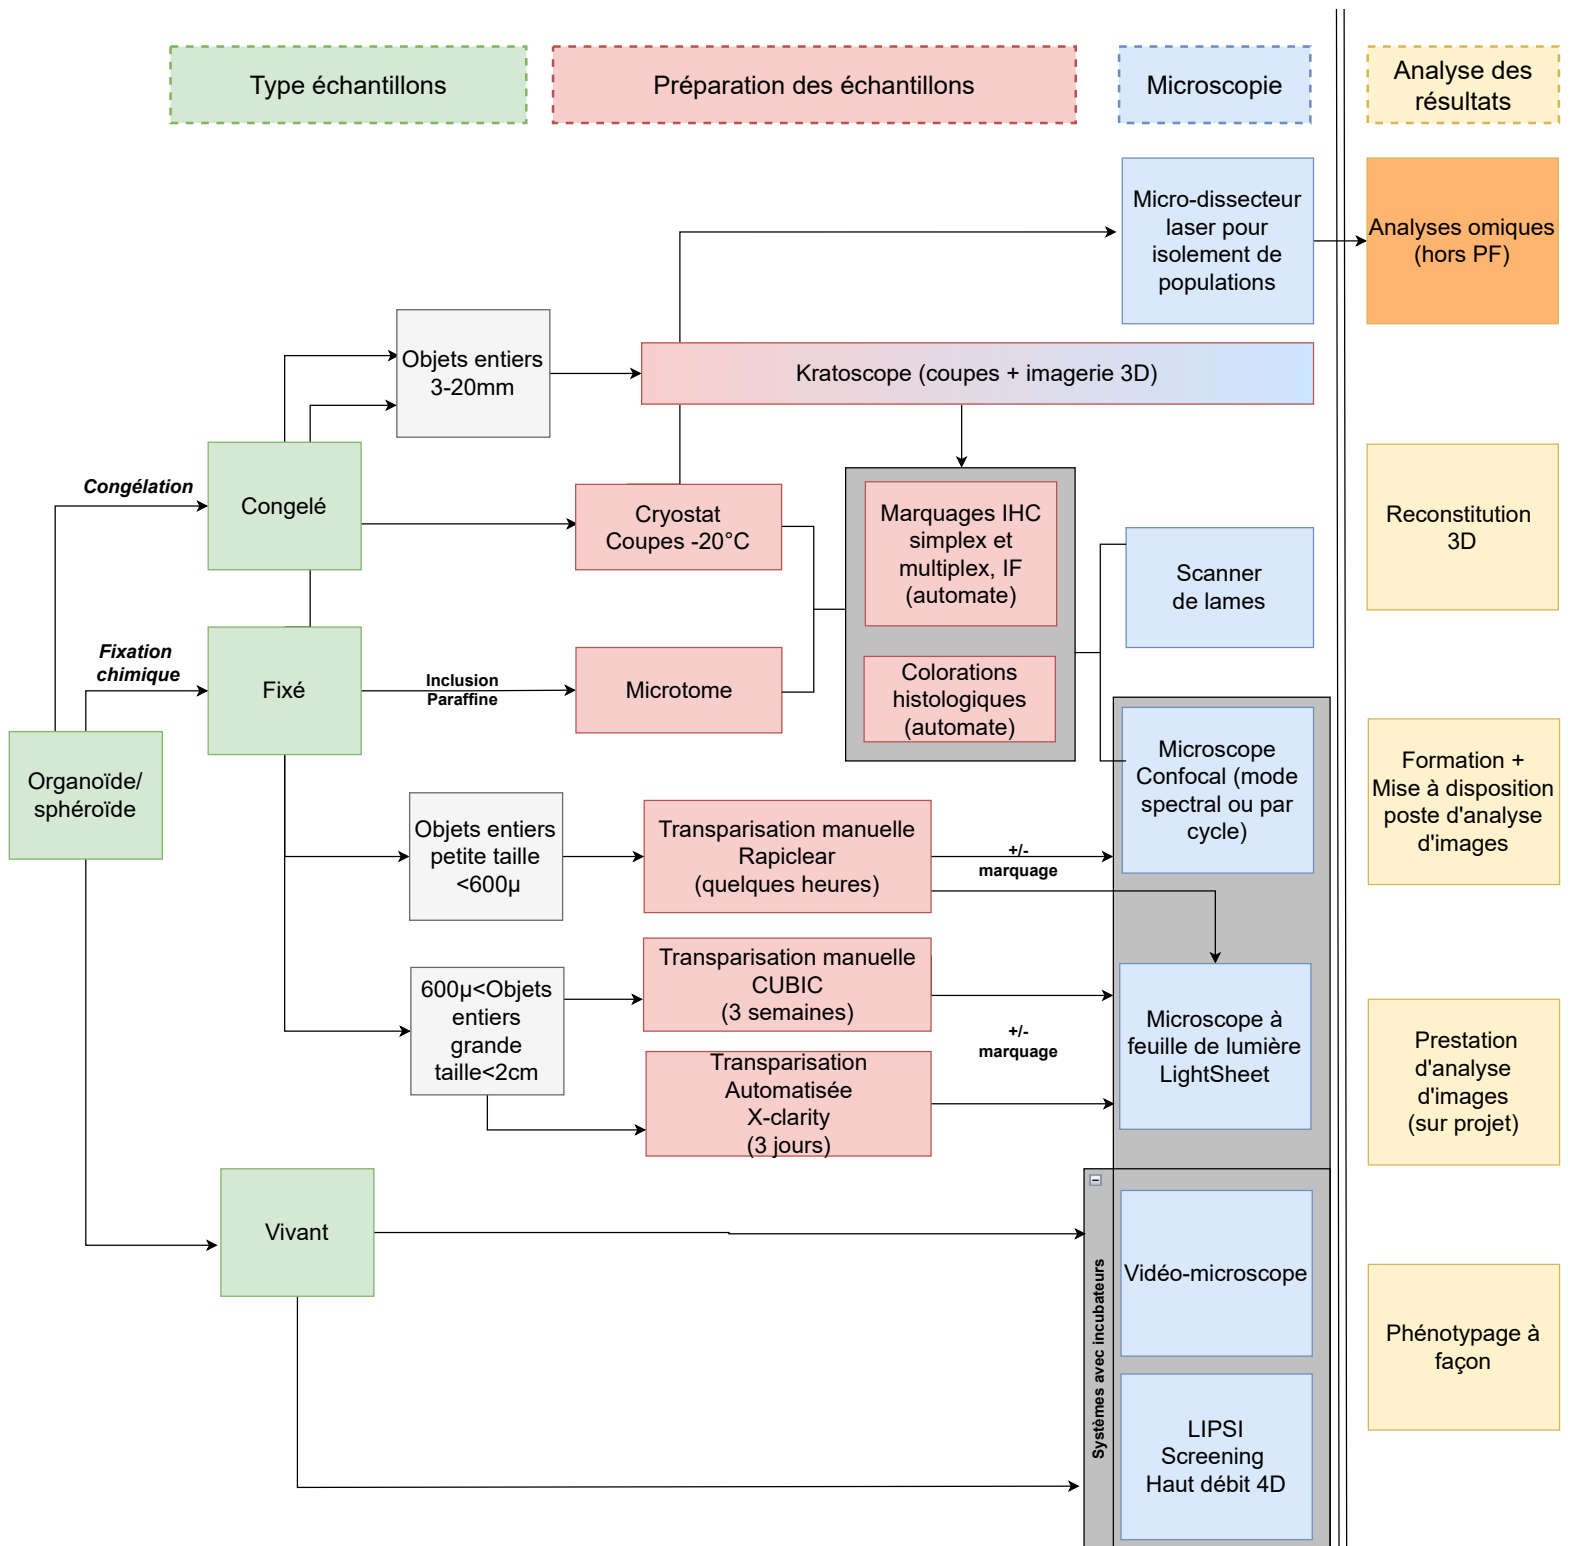 Type échantillons
Préparation des échantillons
Microscopie
Analyse des
résultats
Micro-dissecteur
laser pour
isolement de
populations
Analyses omiques
(hors PF)
Objets entiers
3-20mm
Kratoscope (coupes + imagerie 3D)
Congélation
Congelé
Cryostat
Coupes -20°C
Marquages IHC
simplex et
multiplex, IF
(automate)
Scanner
de lames
Reconstitution
3D
Fixation
chimique
Fixé
Inclusion
Paraffine
Microtome
Colorations
histologiques
(automate)
Organoïde/
sphéroïde
Microscope
Confocal (mode
spectral ou par
cycle)
Formation +
Mise à disposition
poste d'analyse
d'images
Objets entiers
petite taille
<600µ
Transparisation manuelle
Rapiclear
(quelques heures)
+/-
marquage
600µ<Objets
entiers
grande
taille<2cm
Transparisation manuelle
CUBIC
(3 semaines)
+/-
marquage
Transparisation
Automatisée
X-clarity
(3 jours)
Microscope à
feuille de lumière
LightSheet
Prestation
d'analyse
d'images
(sur projet)
Vivant
Systèmes avec incubateurs
Vidéo-microscope
Phénotypage à
façon
LIPSI
Screening
Haut débit 4D